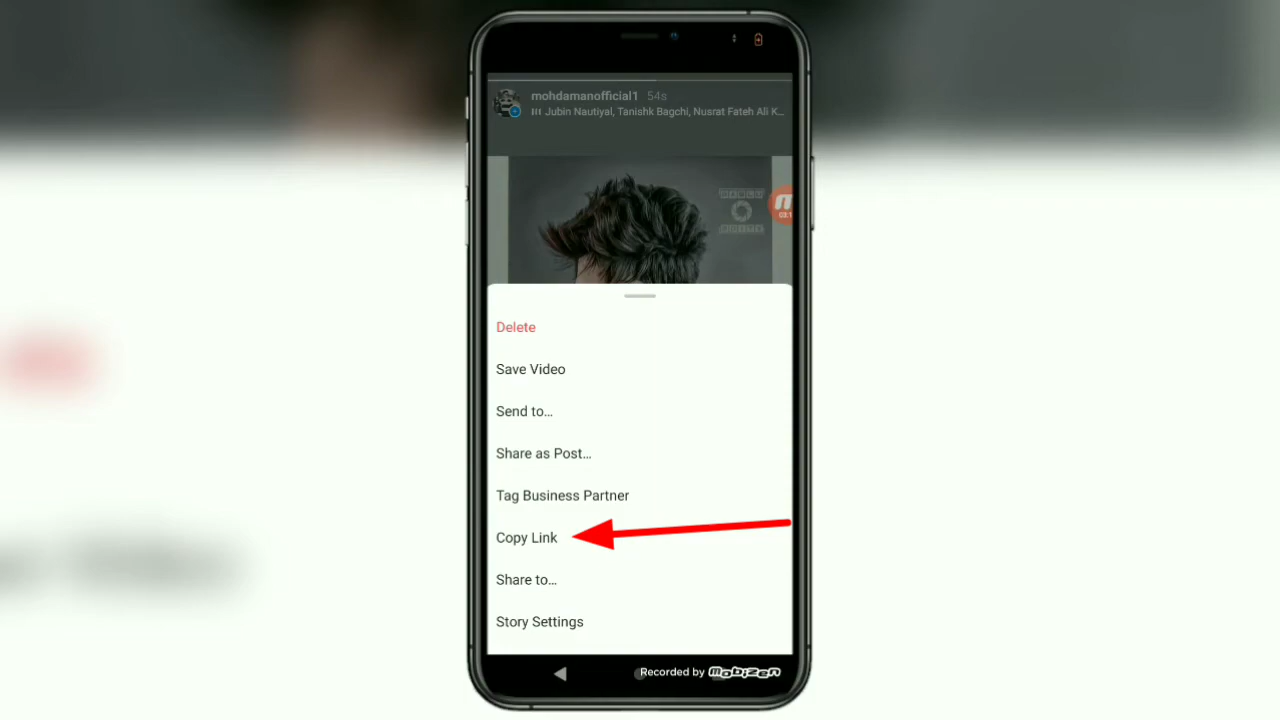 mohdamanofficial1 54s
Jubin Nautiyal, Tanishk Bagchi, Nusrat Fateh Ali K...
Delete
Save Video
Send to...
Share as Post...
Tag Business Partner
Copy Link
Share to...
Story Settings
Recorded by Mobizen